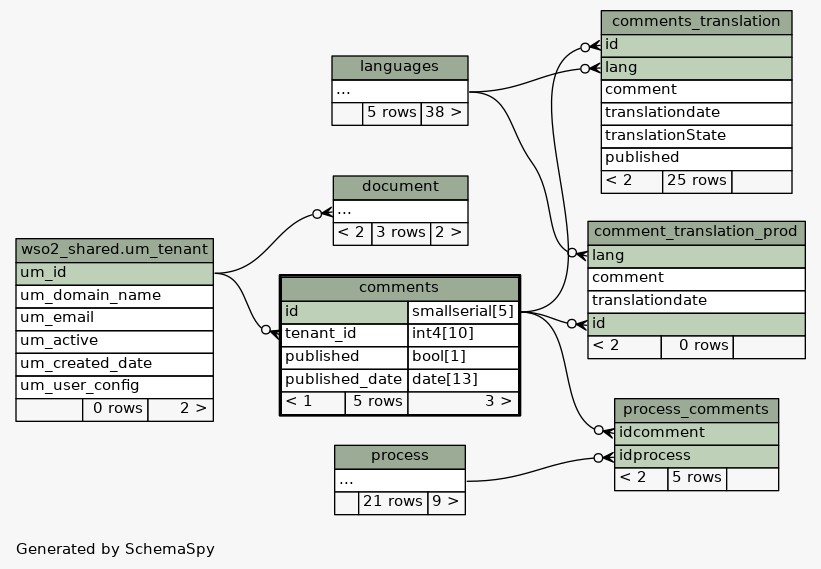 comments_translation
id
lang
comment
translationdate
translationState
published
< 2 25 rows
languages
...
5 rows 38 >
document
...
< 2 3 rows 2 >
wso2_shared.um_tenant
um_id
um_domain_name
um_email
um_active
um_created_date
um_user_config
0 rows 2 >
comments
id smallserial[5]
tenant_id int4[10]
published bool[1]
published_date date[13]
< 1 5 rows 3 >
comment_translation_prod
lang
comment
translationdate
id
< 2 0 rows
process_comments
idcomment
idprocess
< 2 5 rows
process
...
21 rows 9 >
Generated by SchemaSpy